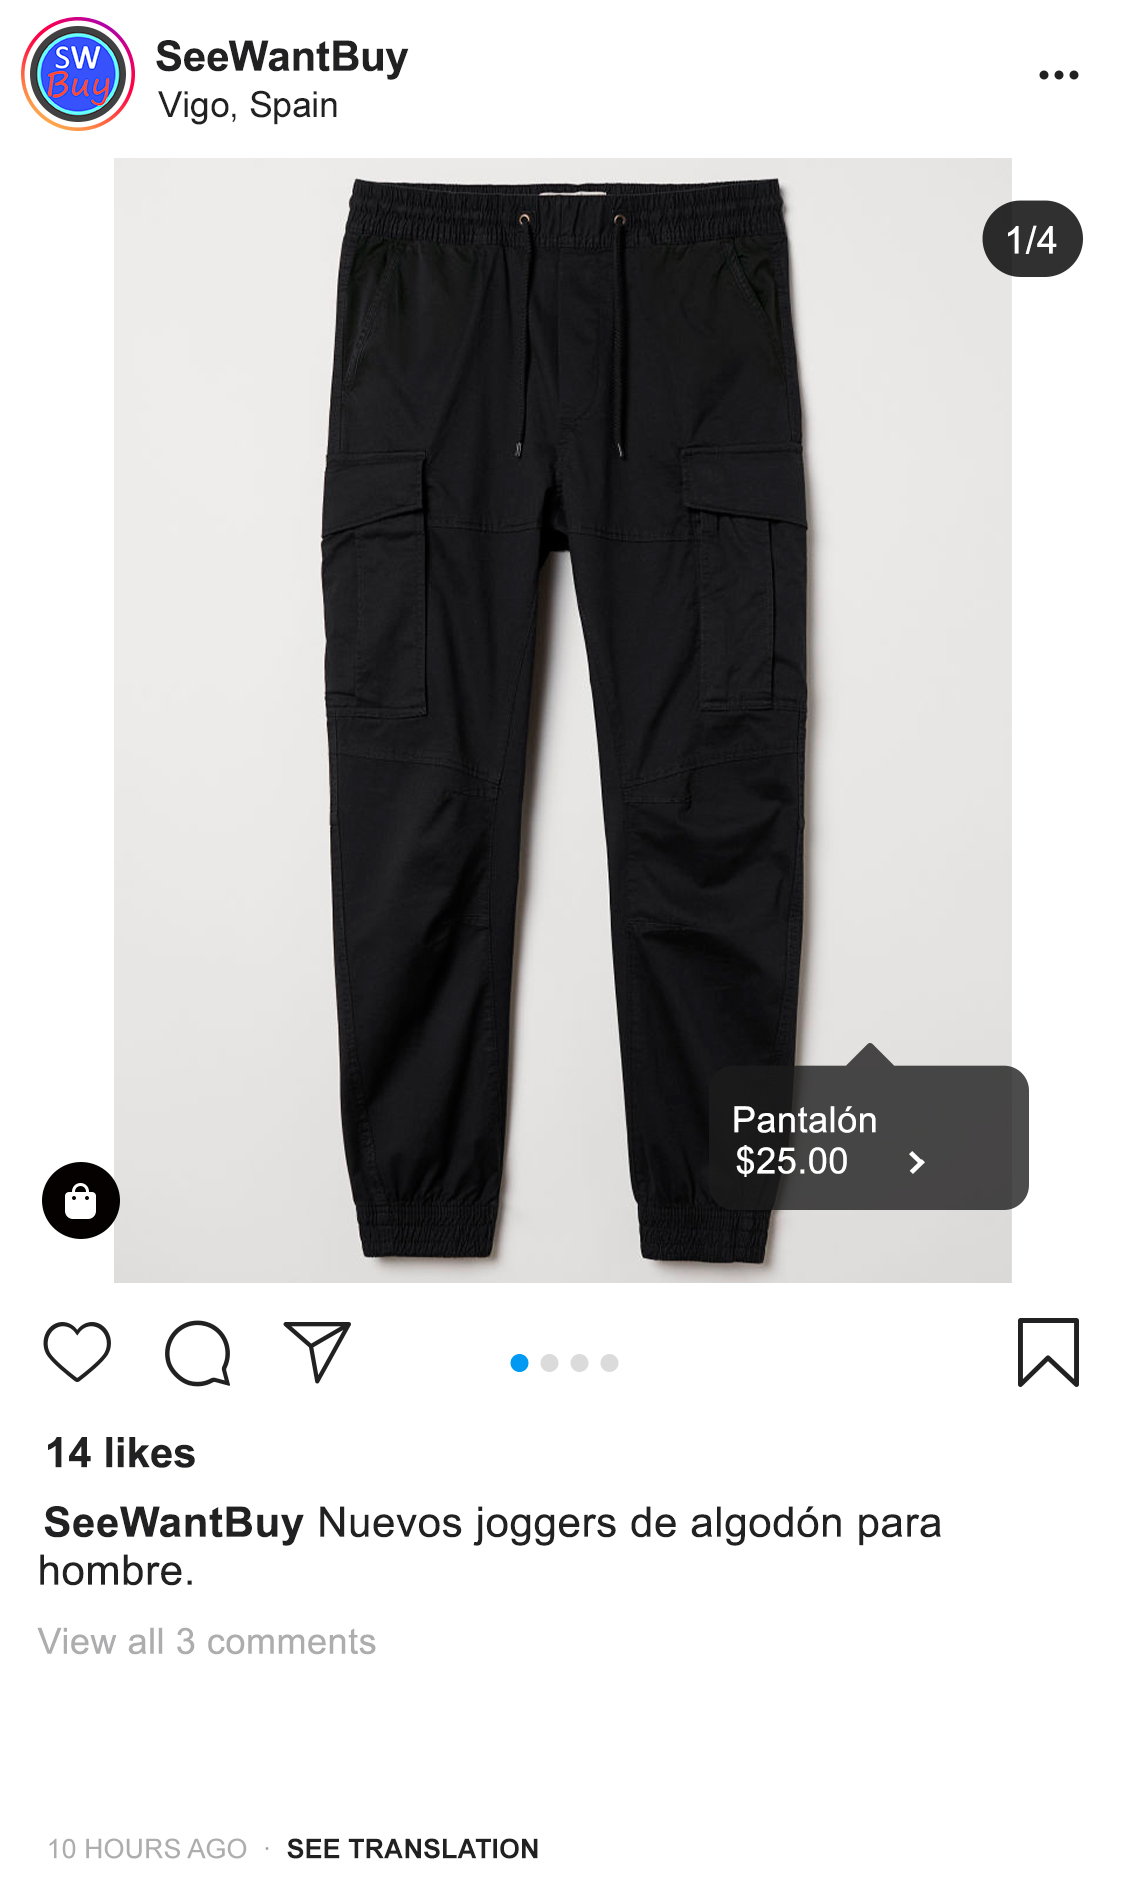 SW
Buy
SeeWantBuy
Vigo, Spain
1/4
Pantalón
$25.00
14 likes
SeeWantBuy Nuevos joggers de algodón para
hombre.
View all 3 comments
10 HOURS AGO · SEE TRANSLATION